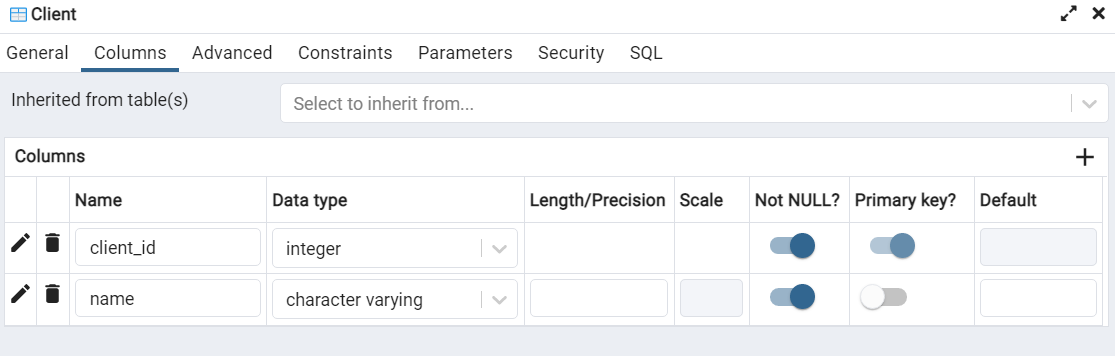 Client
General Columns Advanced Constraints Parameters Security SQL
Inherited from table(s) Select to inherit from...
Columns
Name Data type Length/Precision Scale Not NULL? Primary key? Default
client_id integer
name character varying